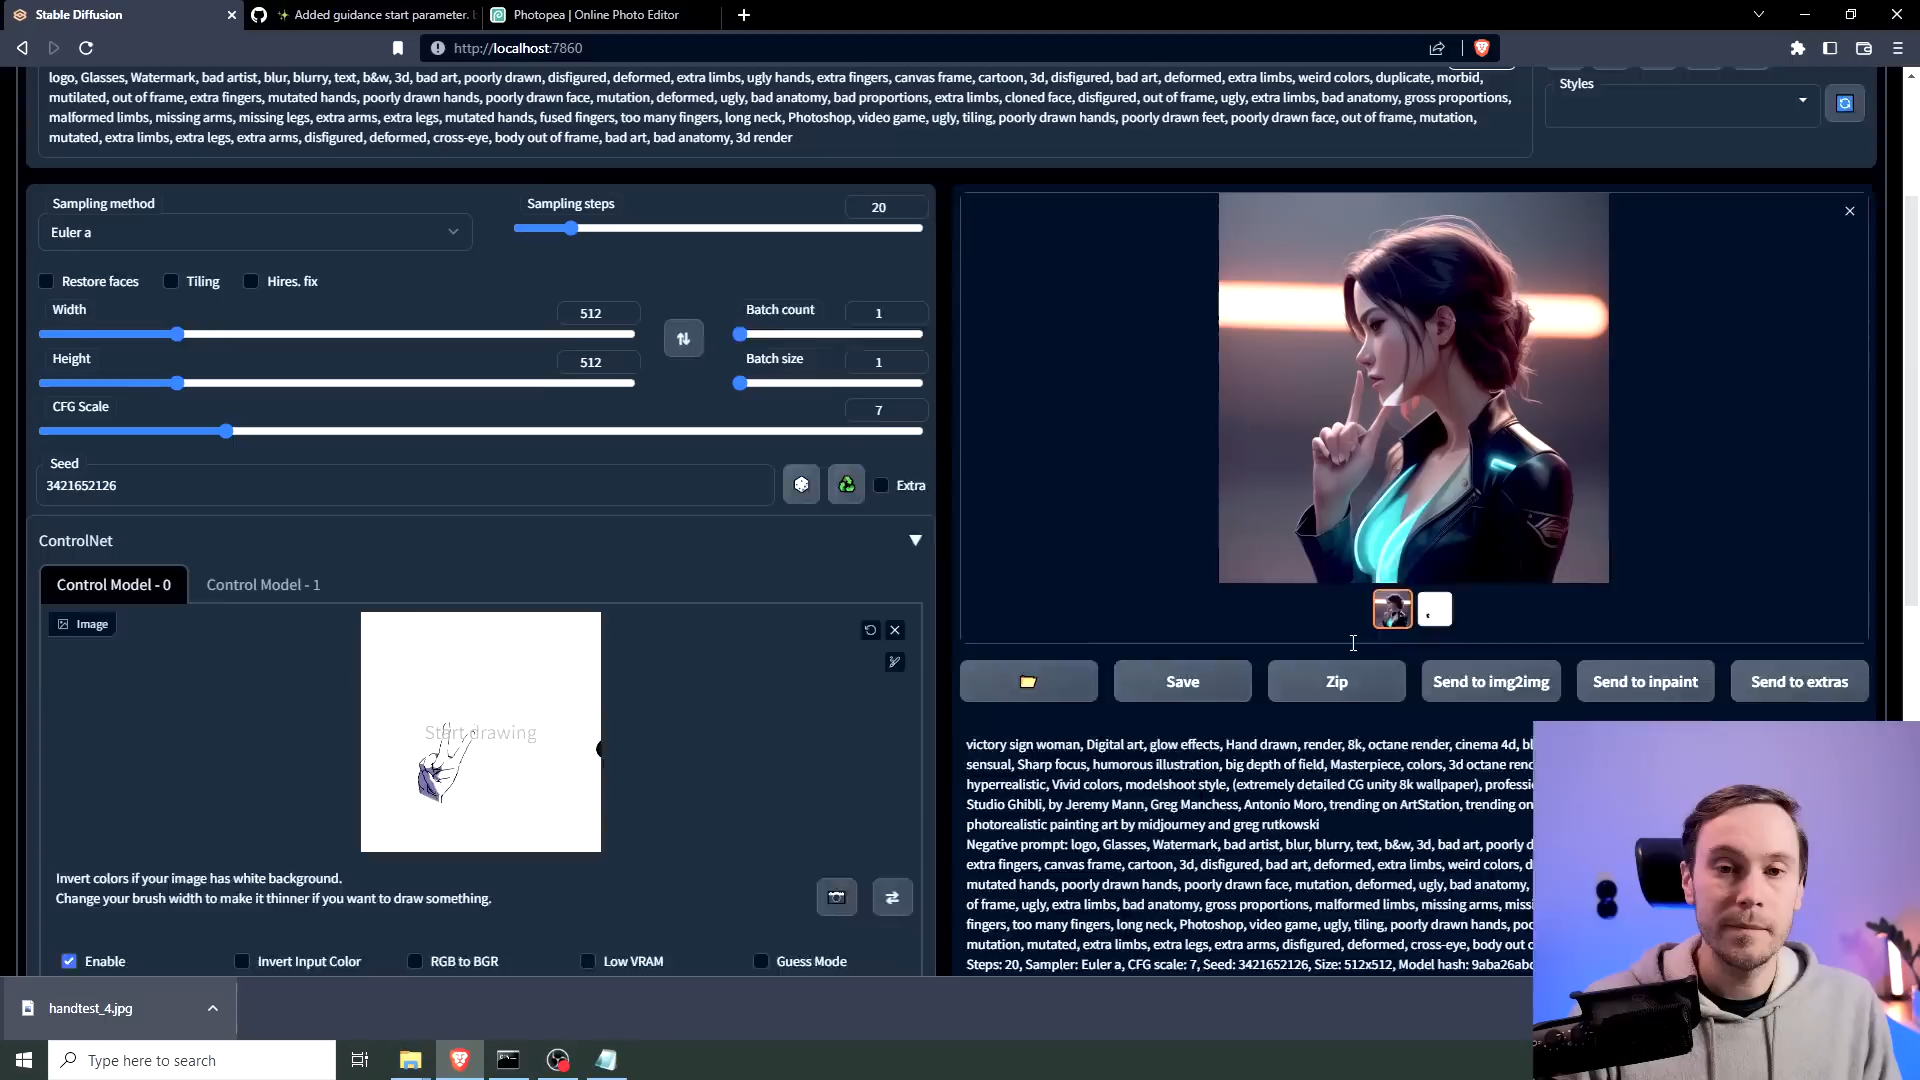 Stable Diffusion
Added guidance start parameter.
Photopea | Online Photo Editor
http://localhost:7860
logo, Glasses, Watermark, bad artist, blur, blurry, text, b&w, 3d, bad art, poorly drawn, disfigured, deformed, extra limbs, ugly hands, extra fingers, canvas frame, cartoon, 3d, disfigured, bad art, deformed, extra limbs, weird colors, duplicate, morbid,
mutilated, out of frame, extra fingers, mutated hands, poorly drawn hands, poorly drawn face, mutation, deformed, ugly, bad anatomy, bad proportions, extra limbs, cloned face, disfigured, out of frame, ugly, extra limbs, bad anatomy, gross proportions,
malformed limbs, missing arms, missing legs, extra arms, extra legs, mutated hands, fused fingers, too many fingers, long neck, Photoshop, video game, ugly, tiling, poorly drawn hands, poorly drawn feet, poorly drawn face, out of frame, mutation,
mutated, extra limbs, extra legs, extra arms, disfigured, deformed, cross-eye, body out of frame, bad art, bad anatomy, 3d render
Styles
Sampling method
Euler a
Sampling steps
20
Restore faces
Tiling
Hires. fix
Width
512
Height
512
Batch count
1
Batch size
1
CFG Scale
7
Seed
3421652126
Extra
ControlNet
Control Model - 0
Control Model - 1
Image
Start drawing
Invert colors if your image has white background.
Change your brush width to make it thinner if you want to draw something.
Enable
Invert Input Color
RGB to BGR
Low VRAM
Guess Mode
Save
Zip
Send to img2img
Send to inpaint
Send to extras
victory sign woman, Digital art, glow effects, Hand drawn, render, 8k, octane render, cinema 4d, bl
sensual, Sharp focus, humorous illustration, big depth of field, Masterpiece, colors, 3d octane rend
hyperrealistic, Vivid colors, modelshoot style, (extremely detailed CG unity 8k wallpaper), professi
Studio Ghibli, by Jeremy Mann, Greg Manchess, Antonio Moro, trending on ArtStation, trending on
photorealistic painting art by midjourney and greg rutkowski
Negative prompt: logo, Glasses, Watermark, bad artist, blur, blurry, text, b&w, 3d, bad art, poorly d
extra fingers, canvas frame, cartoon, 3d, disfigured, bad art, deformed, extra limbs, weird colors, d
mutated hands, poorly drawn hands, poorly drawn face, mutation, deformed, ugly, bad anatomy,
of frame, ugly, extra limbs, bad anatomy, gross proportions, malformed limbs, missing arms, missi
fingers, too many fingers, long neck, Photoshop, video game, ugly, tiling, poorly drawn hands, poo
mutation, mutated, extra limbs, extra legs, extra arms, disfigured, deformed, cross-eye, body out o
Steps: 20, Sampler: Euler a, CFG scale: 7, Seed: 3421652126, Size: 512x512, Model hash: 9aba26abd
handtest_4.jpg
Type here to search